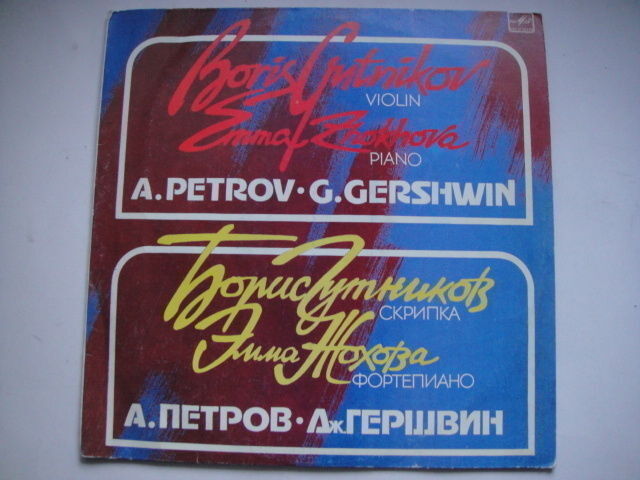 Boris Gutnikov
VIOLIN
Emma Zhokhova
PIANO
A. PETROV · G. GERSHWIN
Борис Гутников
СКРИПКА
Эмма Жохова
ФОРТЕПИАНО
А. ПЕТРОВ · Дж. ГЕРШВИН